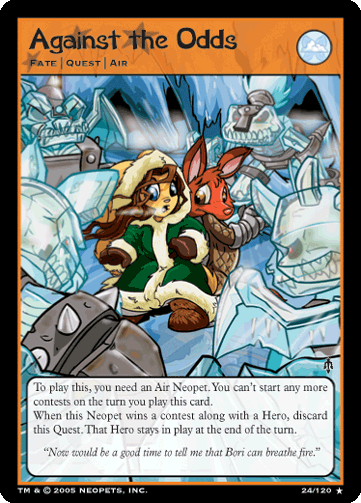 Against the Odds
Fate | Quest | Air
To play this, you need an Air Neopet. You can't start any more
contests on the turn you play this card.
When this Neopet wins a contest along with a Hero, discard
this Quest. That Hero stays in play at the end of the turn.
"Now would be a good time to tell me that Bori can breathe fire."
TM & © 2005 NEOPETS, INC.
24/120 ★